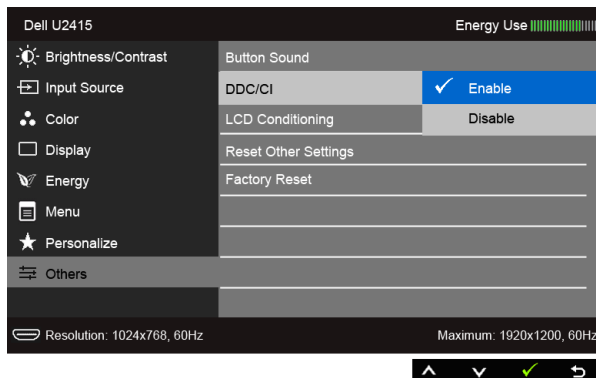 Dell U2415
Energy Use
Brightness/Contrast
Button Sound
Input Source
DDC/CI
Enable
Color
LCD Conditioning
Disable
Display
Reset Other Settings
Energy
Factory Reset
Menu
Personalize
Others
Resolution: 1024x768, 60Hz
Maximum: 1920x1200, 60Hz